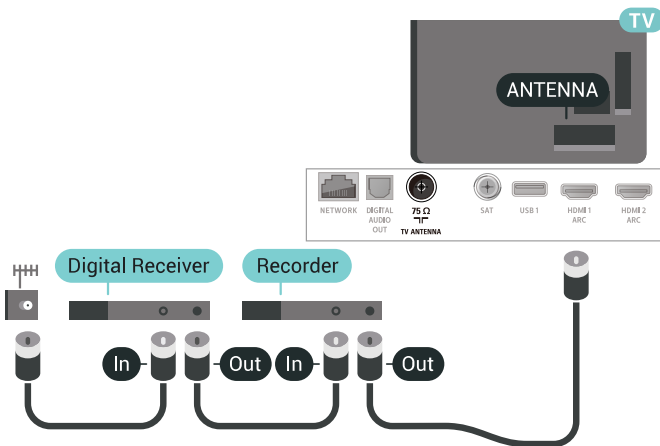 TV
ANTENNA
NETWORK
DIGITAL
AUDIO
OUT
75 Ω
TV ANTENNA
SAT
USB 1
HDMI 1
ARC
HDMI 2
ARC
Digital Receiver
Recorder
In
Out
In
Out